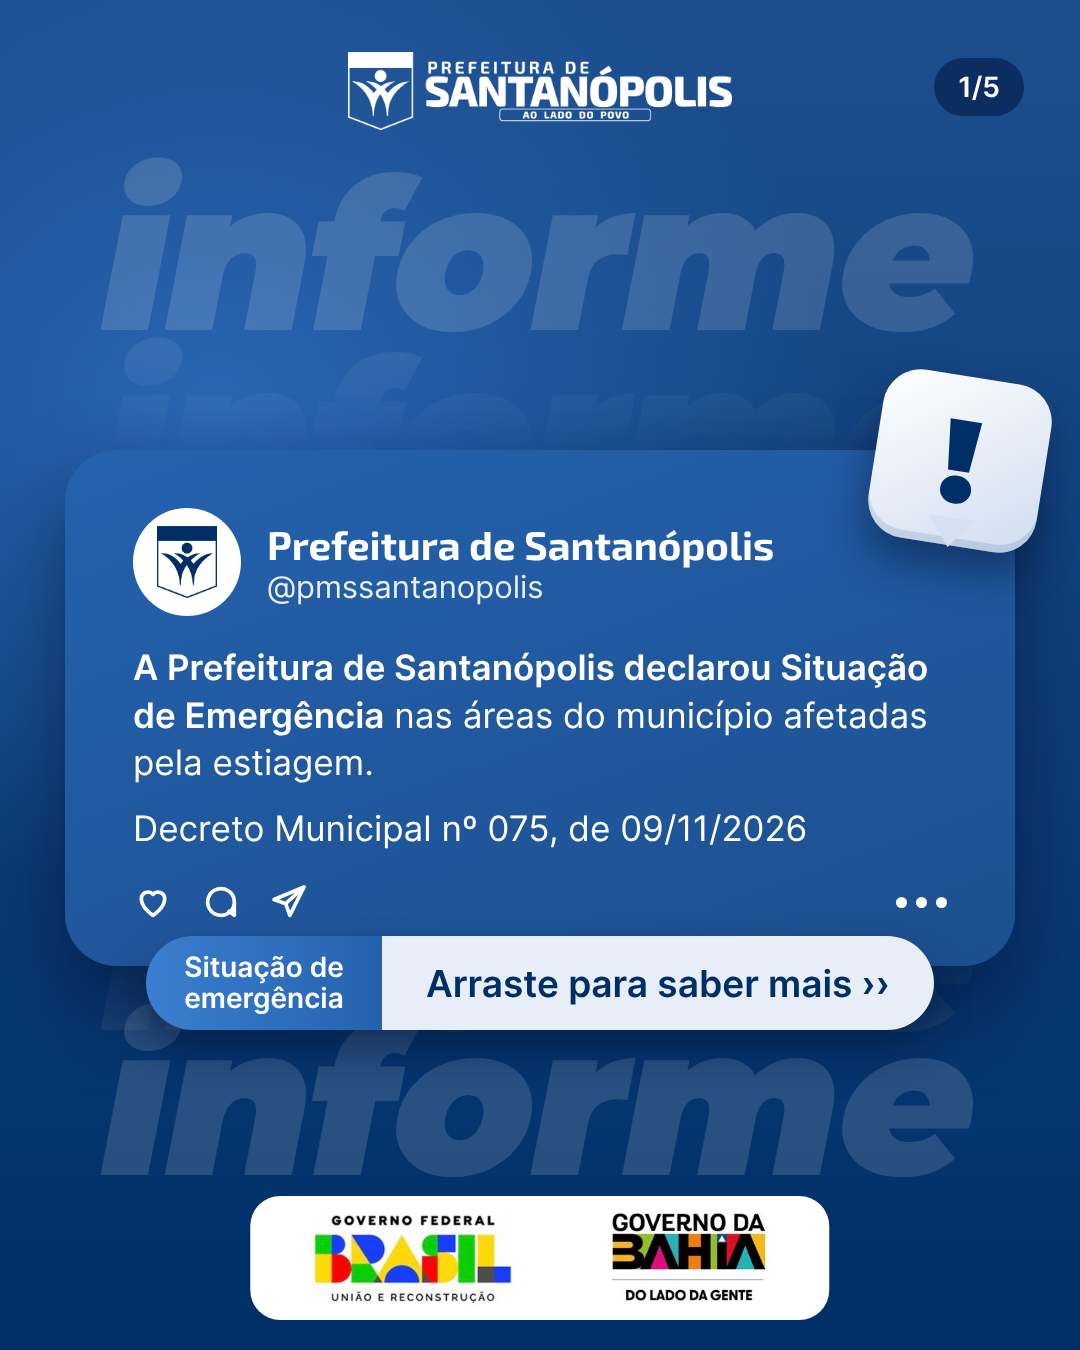 PREFEITURA DE
SANTANÓPOLIS
AO LADO DO POVO
1/5
informe
informe
!
Prefeitura de Santanópolis
@pmssantanopolis
A Prefeitura de Santanópolis declarou Situação
de Emergência nas áreas do município afetadas
pela estiagem.
Decreto Municipal nº 075, de 09/11/2026
Situação de
emergência
Arraste para saber mais ››
informe
GOVERNO FEDERAL
BRASIL
UNIÃO E RECONSTRUÇÃO
GOVERNO DA
BAHIA
DO LADO DA GENTE